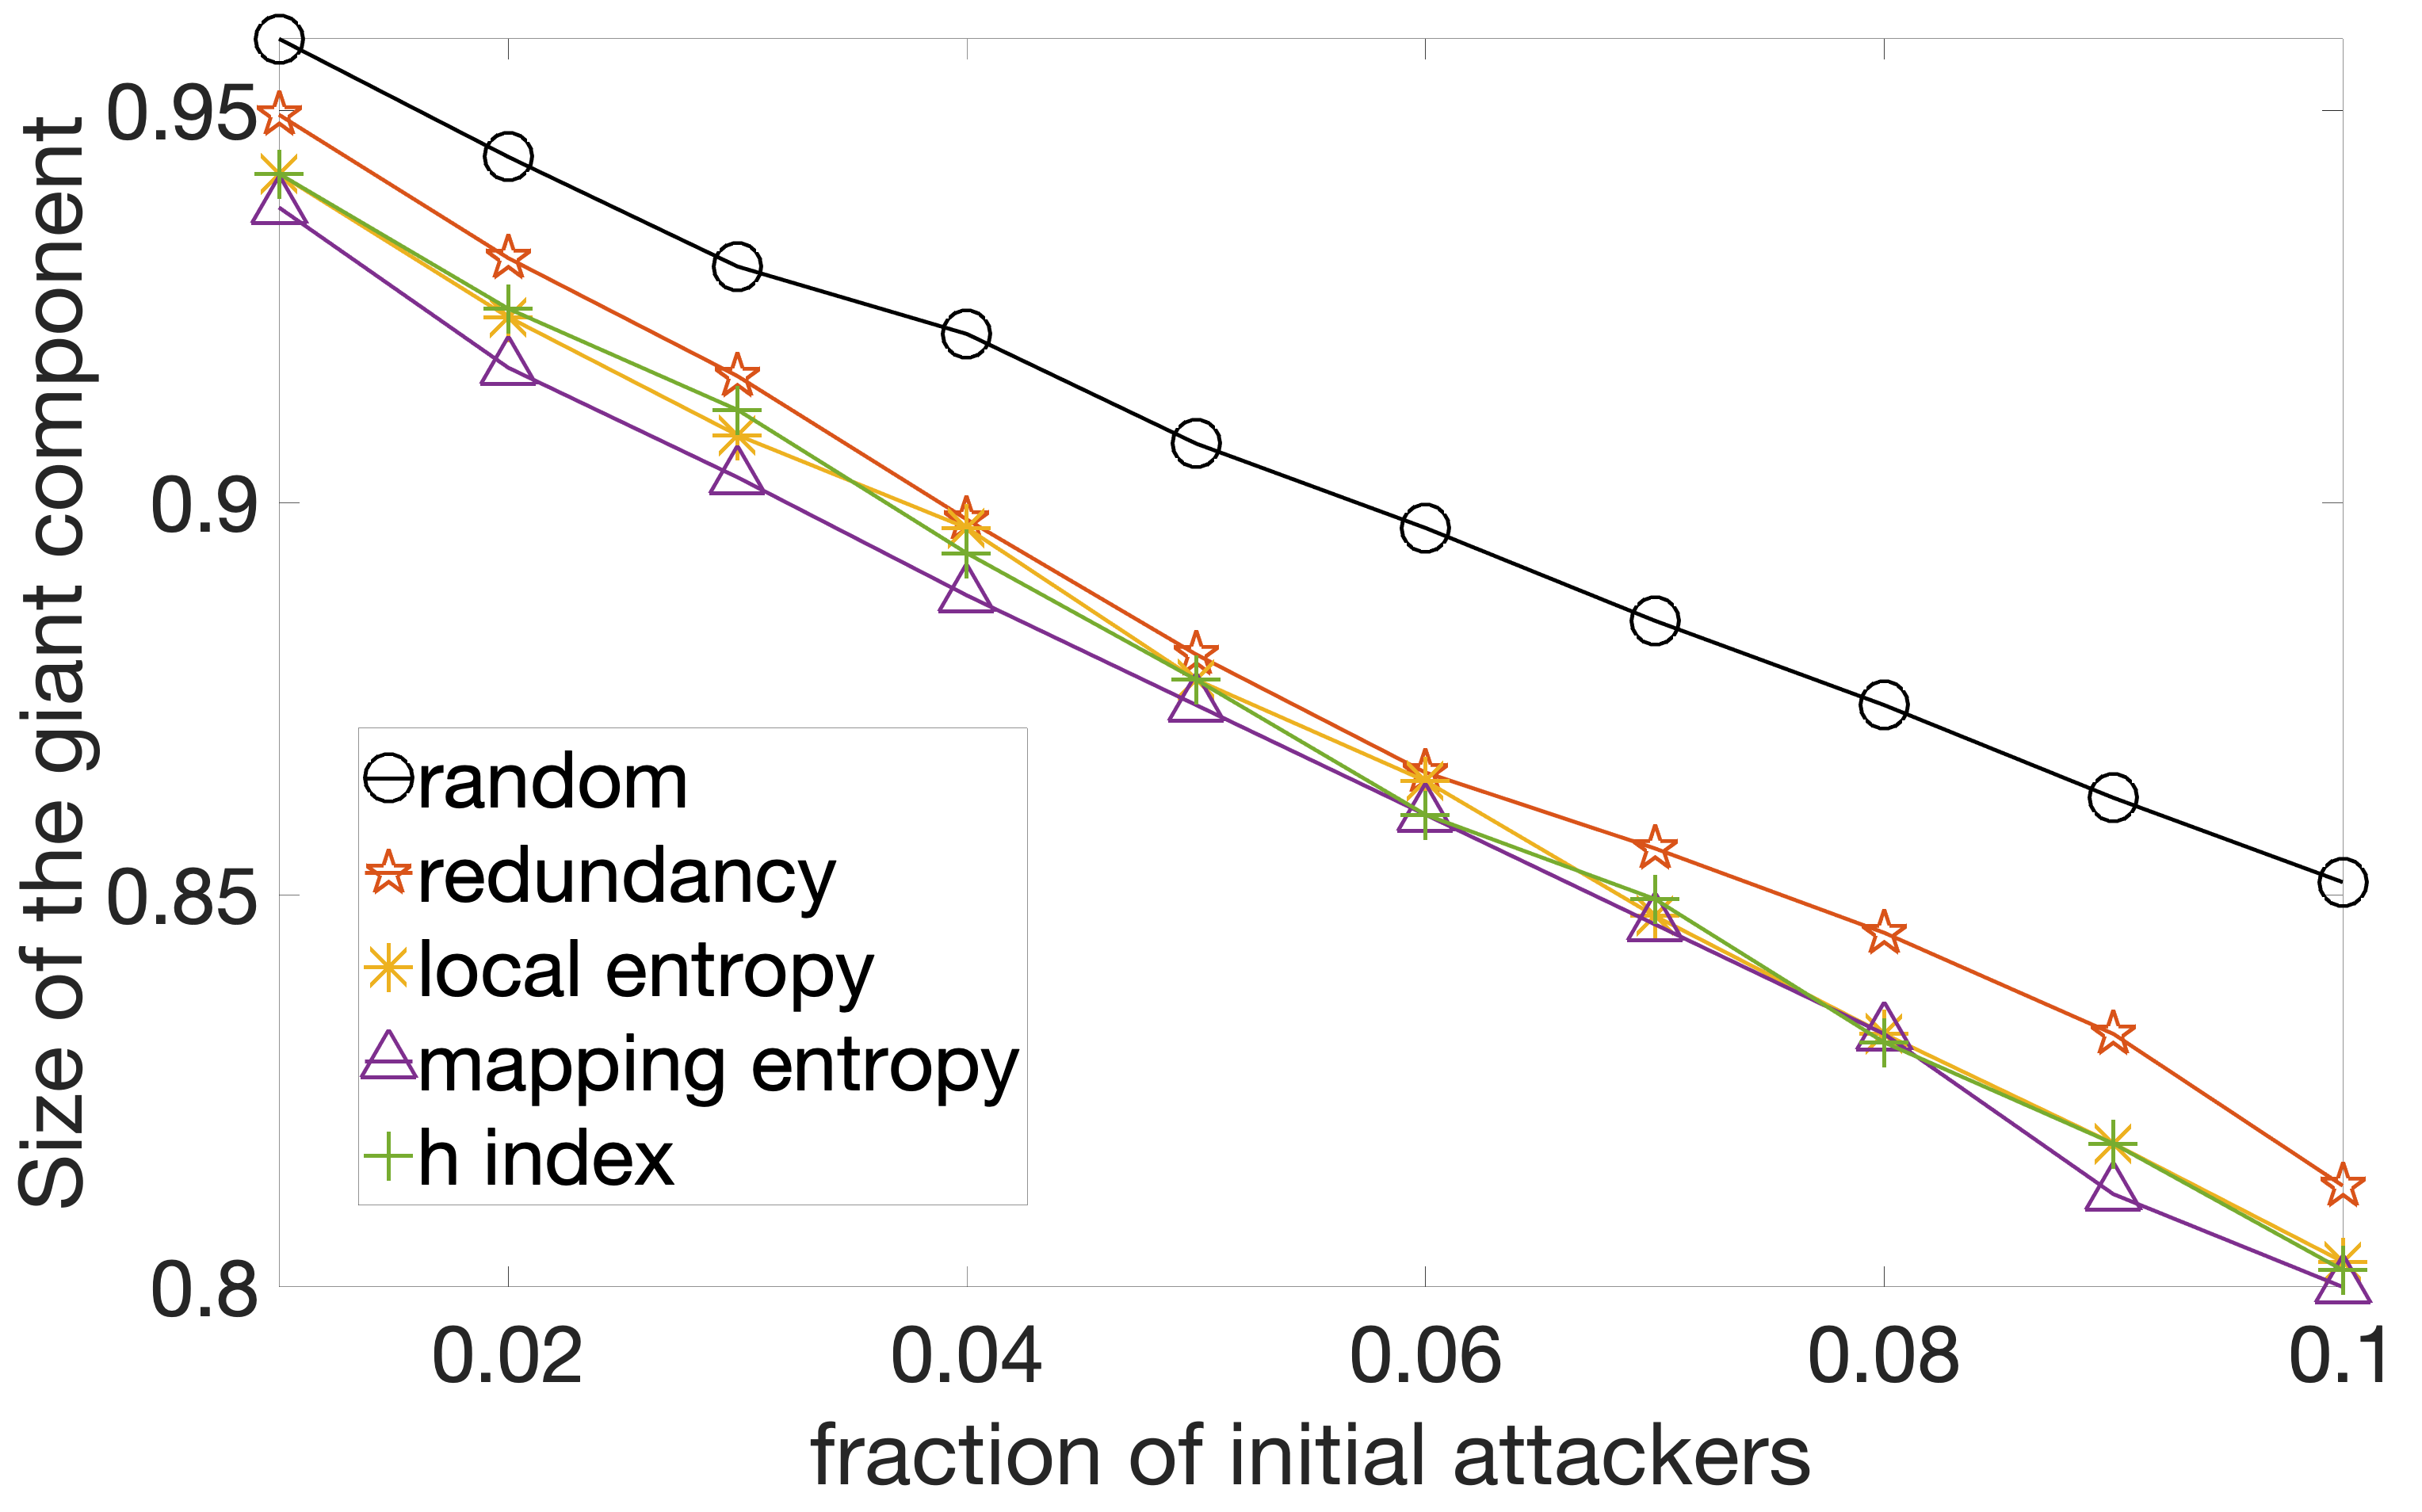 Size of the giant component
0.95
0.9
0.85
0.8
random
redundancy
local entropy
mapping entropy
h index
0.02 0.04 0.06 0.08 0.1
fraction of initial attackers